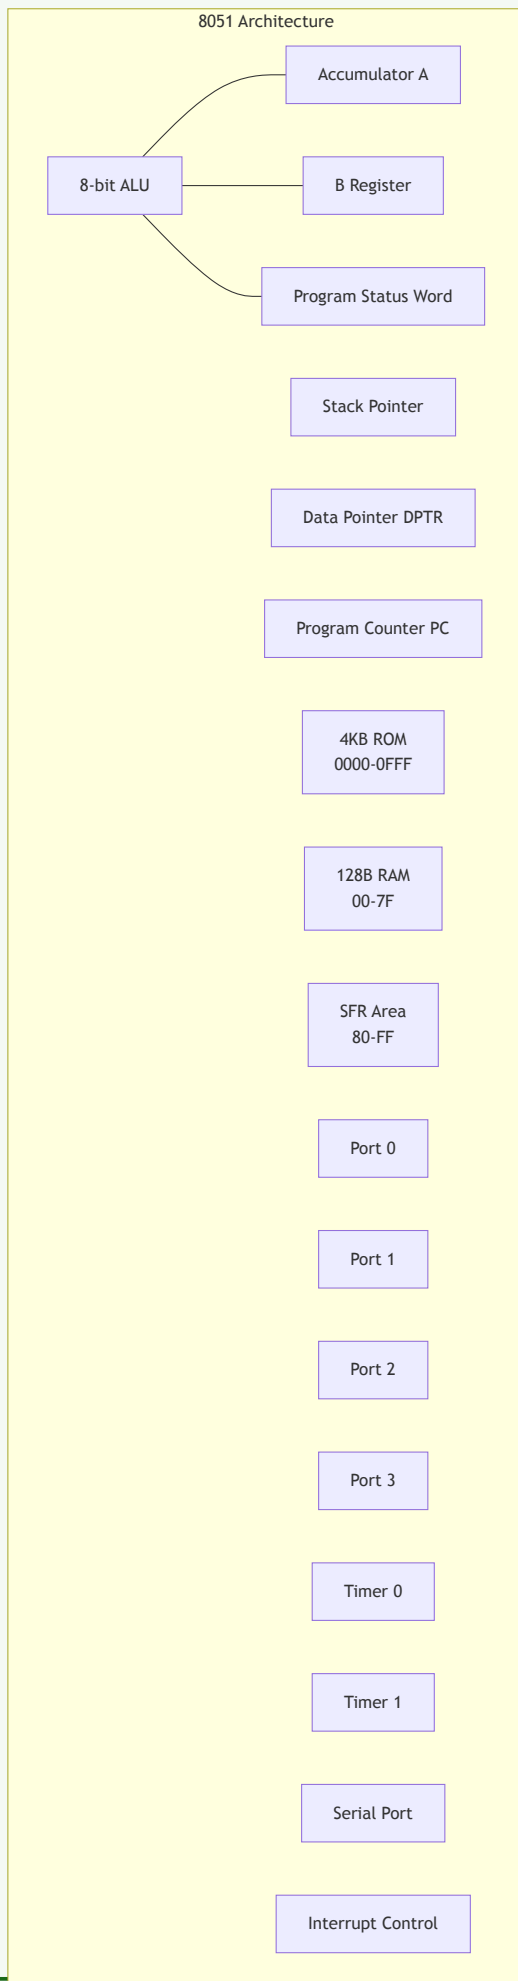 8051 Architecture
Accumulator A
8-bit ALU
B Register
Program Status Word
Stack Pointer
Data Pointer DPTR
Program Counter PC
4KB ROM
0000-0FFF
128B RAM
00-7F
SFR Area
80-FF
Port 0
Port 1
Port 2
Port 3
Timer 0
Timer 1
Serial Port
Interrupt Control